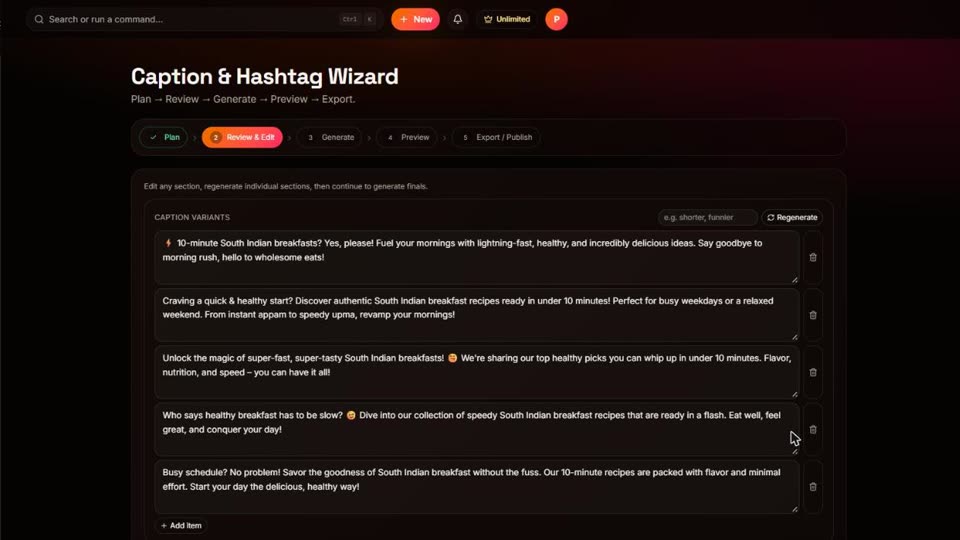 Search or run a command...
Ctrl K
+ New
Unlimited
P
Caption & Hashtag Wizard
Plan → Review → Generate → Preview → Export.
✓ Plan
2 Review & Edit
3 Generate
4 Preview
5 Export / Publish
Edit any section, regenerate individual sections, then continue to generate finals.
CAPTION VARIANTS
e.g. shorter, funnier
Regenerate
⚡ 10-minute South Indian breakfasts? Yes, please! Fuel your mornings with lightning-fast, healthy, and incredibly delicious ideas. Say goodbye to
morning rush, hello to wholesome eats!
Craving a quick & healthy start? Discover authentic South Indian breakfast recipes ready in under 10 minutes! Perfect for busy weekdays or a relaxed
weekend. From instant appam to speedy upma, revamp your mornings!
Unlock the magic of super-fast, super-tasty South Indian breakfasts! We're sharing our top healthy picks you can whip up in under 10 minutes. Flavor,
nutrition, and speed – you can have it all!
Who says healthy breakfast has to be slow? Dive into our collection of speedy South Indian breakfast recipes that are ready in a flash. Eat well, feel
great, and conquer your day!
Busy schedule? No problem! Savor the goodness of South Indian breakfast without the fuss. Our 10-minute recipes are packed with flavor and minimal
effort. Start your day the delicious, healthy way!
+ Add item